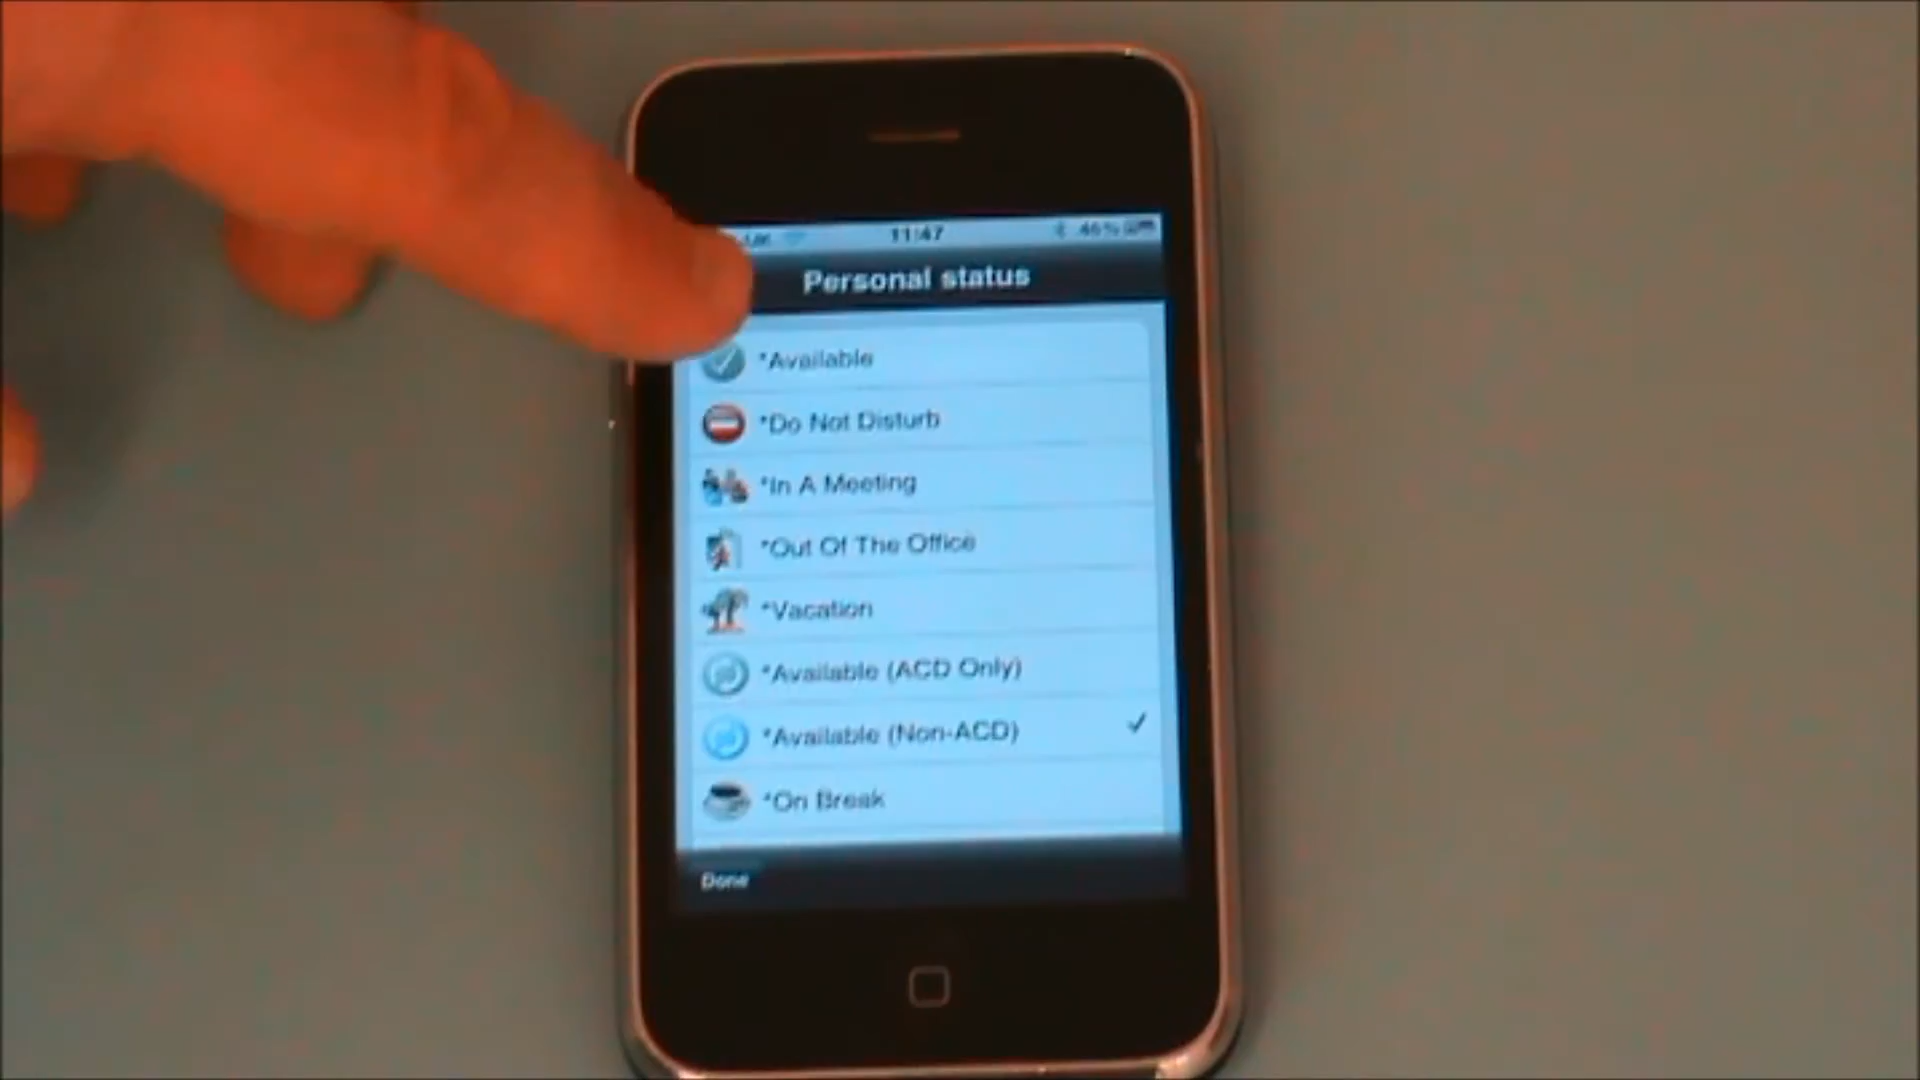 11:47 46%
Personal status
*Available
*Do Not Disturb
*In A Meeting
*Out Of The Office
*Vacation
*Available (ACD Only)
*Available (Non-ACD)
*On Break
Done